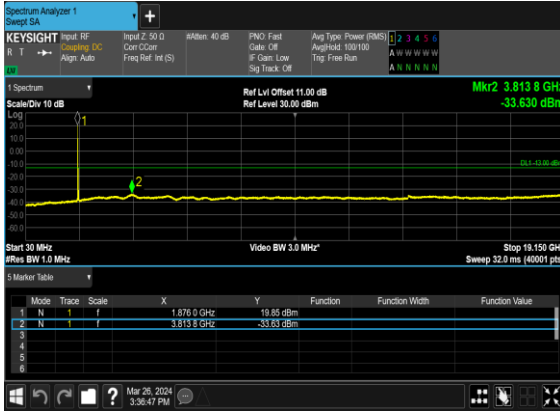 Spectrum Analyzer 1
Swept SA
+
KEYSIGHT Input: RF Input Z: 50 Ω #Atten: 40 dB PNO: Fast Avg Type: Power (RMS) 1 2 3 4 5 6
R T Coupling: DC Corr CCorr Gate: Off Avg|Hold: 100/100 A W W W W W
Align: Auto Freq Ref: Int (S) IF Gain: Low Trig: Free Run
Sig Track: Off A N N N N N
1 Spectrum Ref Lvl Offset 11.00 dB Mkr2 3.813 8 GHz
Scale/Div 10 dB Ref Level 30.00 dBm -33.630 dBm
Log
20.0
10.0
0.00
-10.0
DL1 -13.00 dBm
-20.0
-30.0
-40.0
-50.0
-60.0
1
2
Start 30 MHz Video BW 3.0 MHz* Stop 19.150 GH
#Res BW 1.0 MHz Sweep 32.0 ms (40001 pts
5 Marker Table
Mode Trace Scale X Y Function Function Width Function Value
1 N 1 f 1.876 0 GHz 19.85 dBm
2 N 1 f 3.813 8 GHz -33.63 dBm
3
4
5
6
? Mar 26, 2024
3:36:47 PM